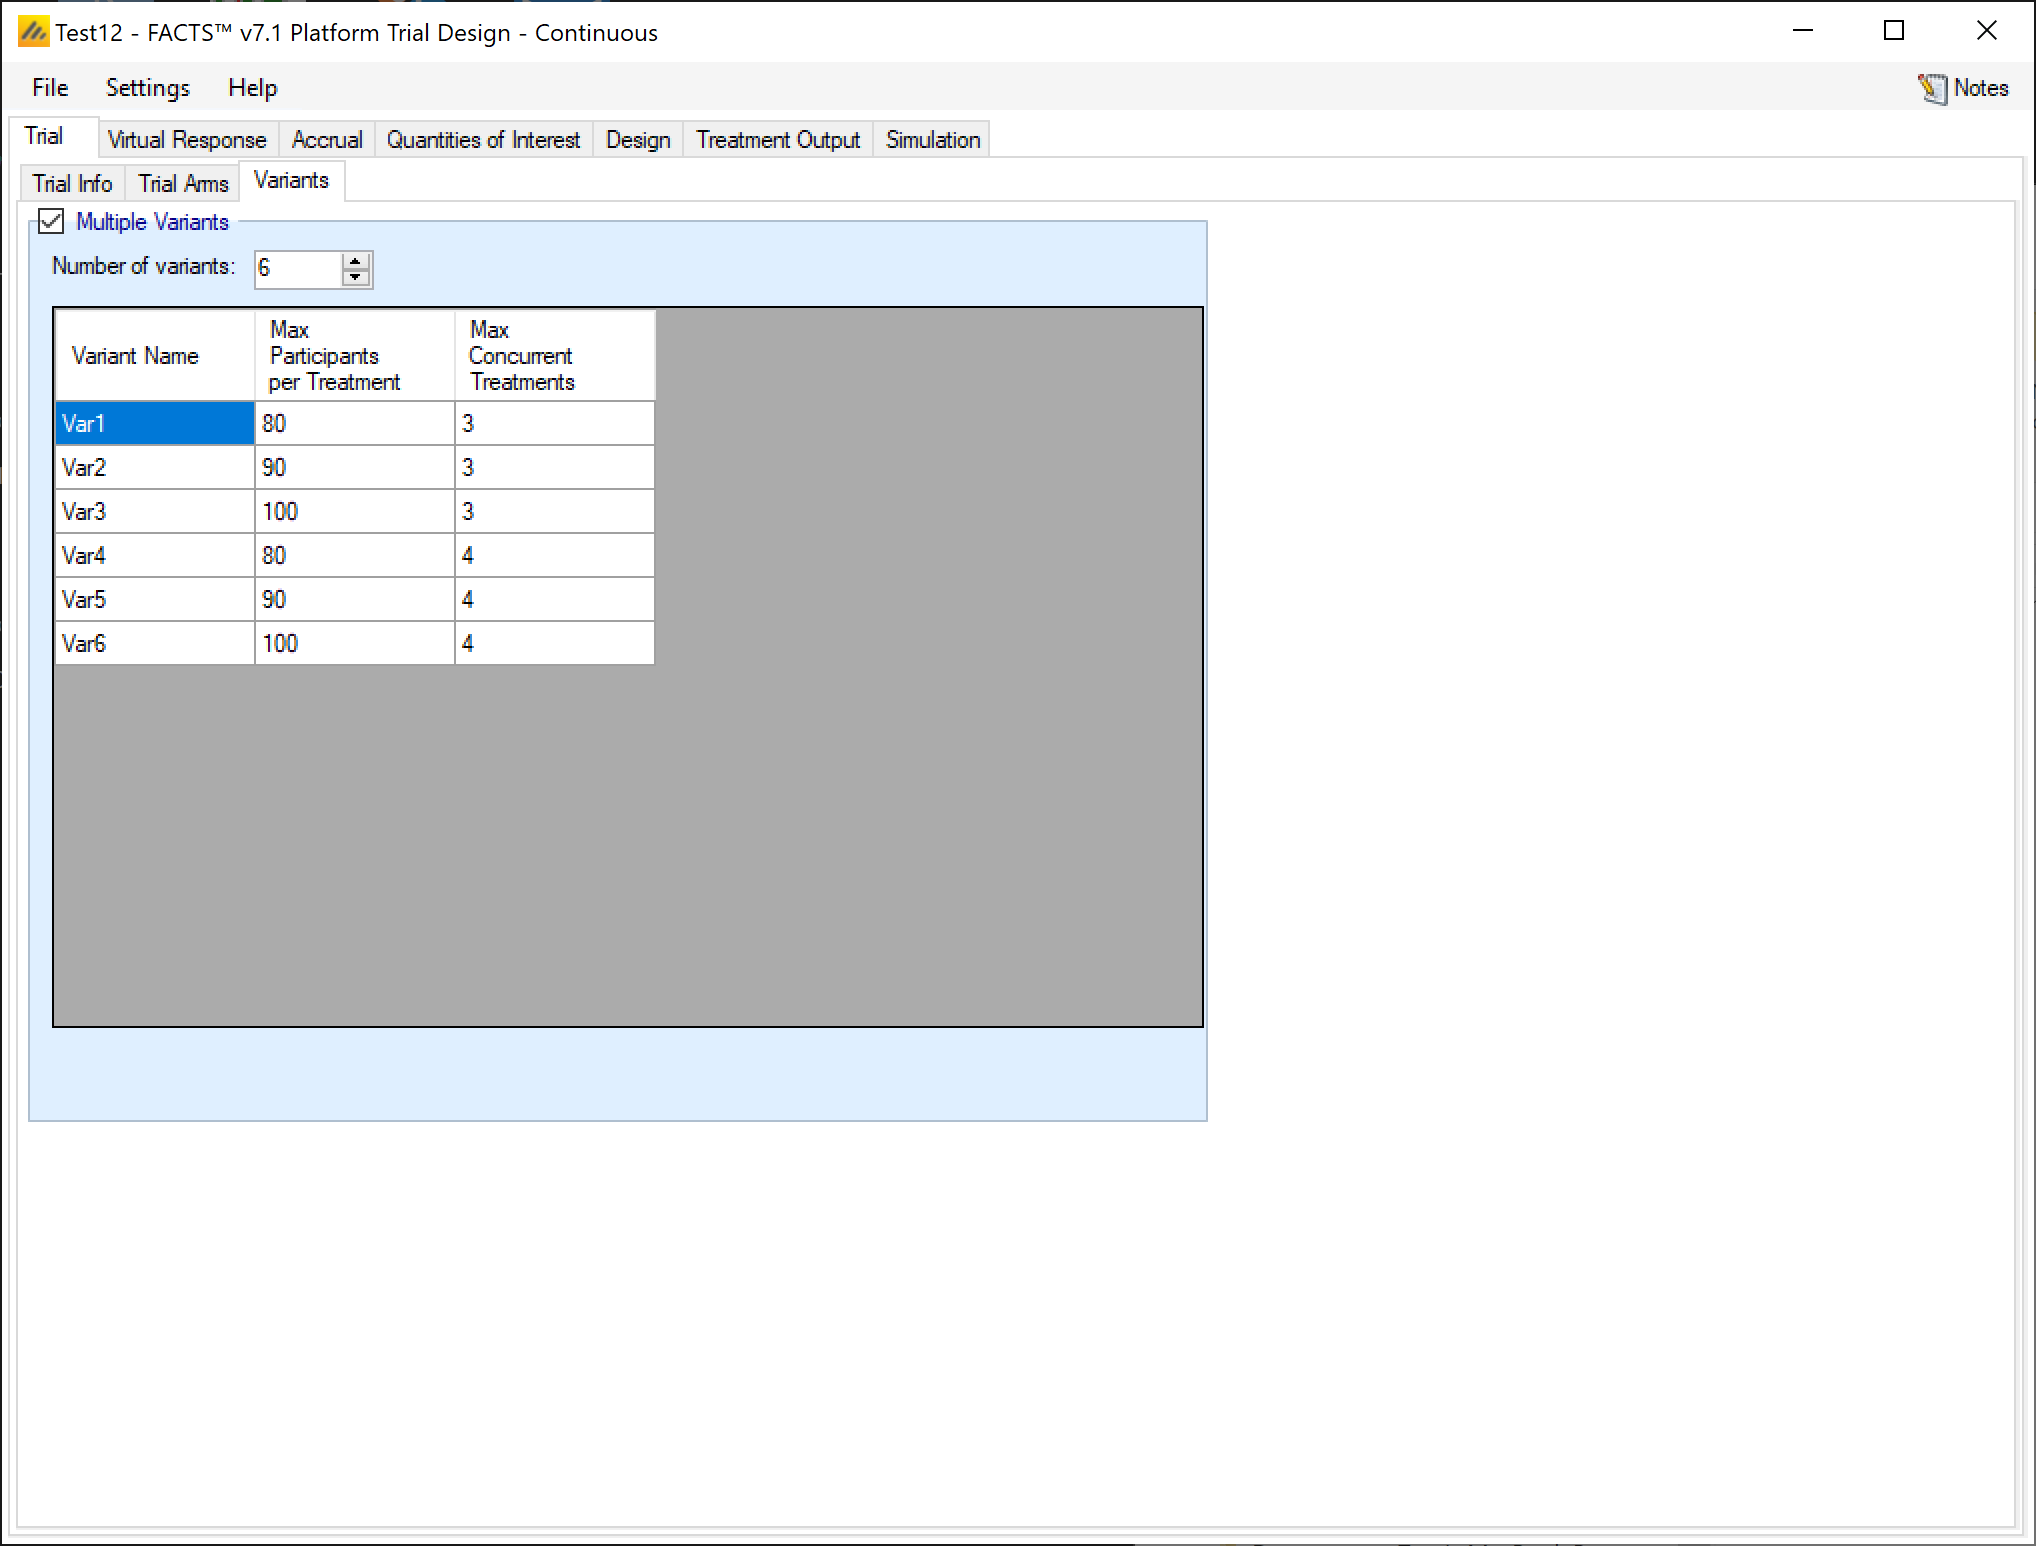 Test12 - FACTS™ v7.1 Platform Trial Design - Continuous
File Settings Help Notes
Trial Virtual Response Accrual Quantities of Interest Design Treatment Output Simulation
Trial Info Trial Arms Variants
Multiple Variants
Number of variants: 6
Variant Name Max Participants per Treatment Max Concurrent Treatments
Var1 80 3
Var2 90 3
Var3 100 3
Var4 80 4
Var5 90 4
Var6 100 4